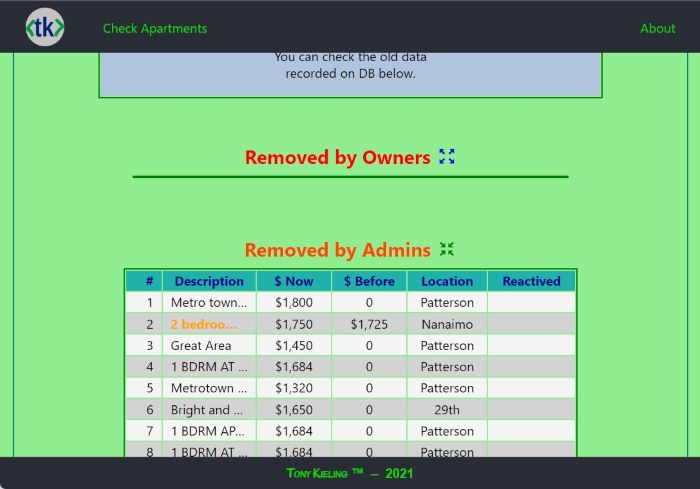 <tk>
Check Apartments
About
You can check the old data
recorded on DB below.
Removed by Owners
Removed by Admins
# Description $ Now $ Before Location Reactived
1 Metro town... $1,800 0 Patterson
2 2 bedroo... $1,750 $1,725 Nanaimo
3 Great Area $1,450 0 Patterson
4 1 BDRM AT ... $1,684 0 Patterson
5 Metrotown ... $1,320 0 Patterson
6 Bright and ... $1,650 0 29th
7 1 BDRM AP... $1,684 0 Patterson
8 1 BDRM AT ... $1,684 0 Patterson
Tony Kieling ™ – 2021